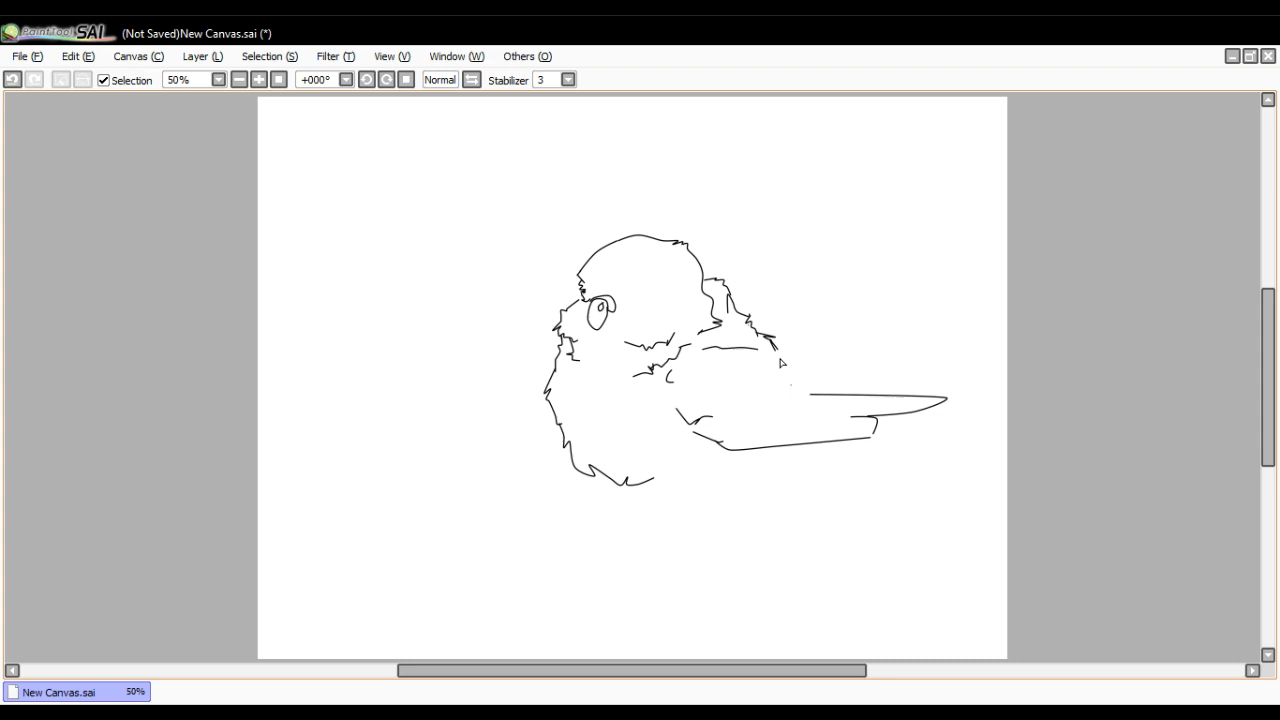 PaintTool SAI (Not Saved)New Canvas.sai (*)
File (F) Edit (E) Canvas (C) Layer (L) Selection (S) Filter (T) View (V) Window (W) Others (O)
Selection 50% +000° Normal Stabilizer 3
New Canvas.sai 50%